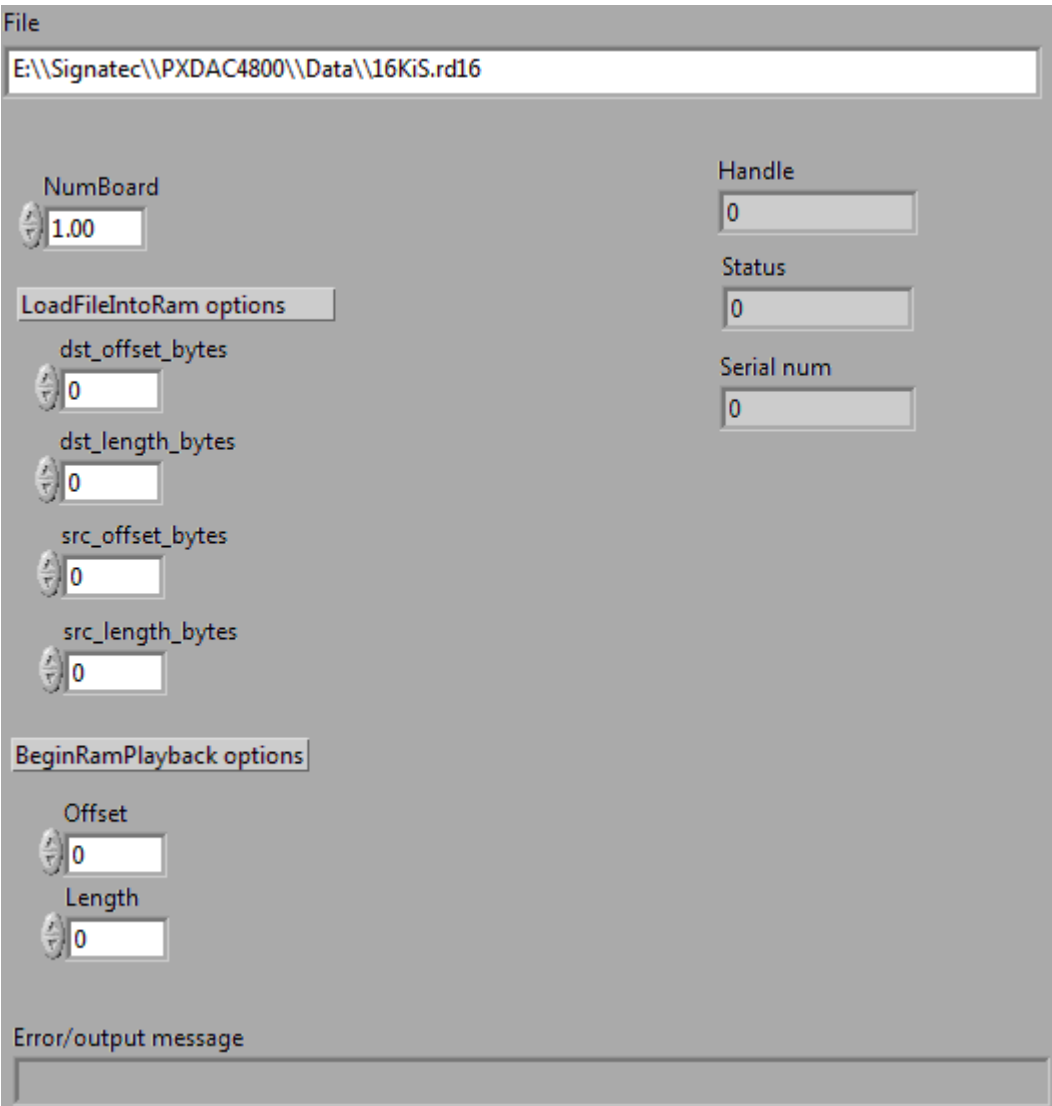 File
E:\\Signatec\\PXDAC4800\\Data\\16KiS.rd16
NumBoard
1.00
LoadFileIntoRam options
dst_offset_bytes
0
dst_length_bytes
0
src_offset_bytes
0
src_length_bytes
0
BeginRamPlayback options
Offset
0
Length
0
Handle
0
Status
0
Serial num
0
Error/output message